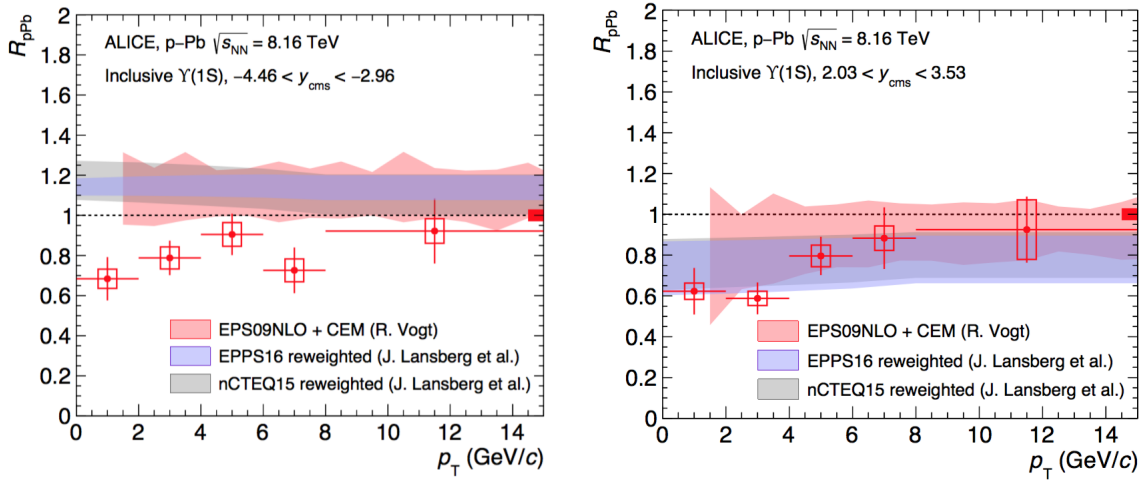 R_pPb
2
1.8
1.6
1.4
1.2
1
0.8
0.6
0.4
0.2
0
ALICE, p−Pb √s_NN = 8.16 TeV
Inclusive ϒ(1S), −4.46 < y_cms < −2.96
EPS09NLO + CEM (R. Vogt)
EPPS16 reweighted (J. Lansberg et al.)
nCTEQ15 reweighted (J. Lansberg et al.)
0 2 4 6 8 10 12 14
p_T (GeV/c)
R_pPb
2
1.8
1.6
1.4
1.2
1
0.8
0.6
0.4
0.2
0
ALICE, p−Pb √s_NN = 8.16 TeV
Inclusive ϒ(1S), 2.03 < y_cms < 3.53
EPS09NLO + CEM (R. Vogt)
EPPS16 reweighted (J. Lansberg et al.)
nCTEQ15 reweighted (J. Lansberg et al.)
0 2 4 6 8 10 12 14
p_T (GeV/c)